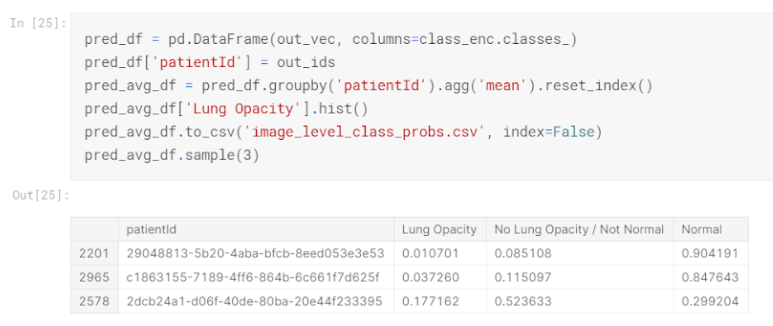 In [25]:
pred_df = pd.DataFrame(out_vec, columns=class_enc.classes_)
pred_df['patientId'] = out_ids
pred_avg_df = pred_df.groupby('patientId').agg('mean').reset_index()
pred_avg_df['Lung Opacity'].hist()
pred_avg_df.to_csv('image_level_class_probs.csv', index=False)
pred_avg_df.sample(3)
Out[25]:
patientId Lung Opacity No Lung Opacity / Not Normal Normal
2201 29048813-5b20-4aba-bfcb-8eed053e3e53 0.010701 0.085108 0.904191
2965 c1863155-7189-4ff6-864b-6c661f7d625f 0.037260 0.115097 0.847643
2578 2dcb24a1-d06f-40de-80ba-20e44f233395 0.177162 0.523633 0.299204